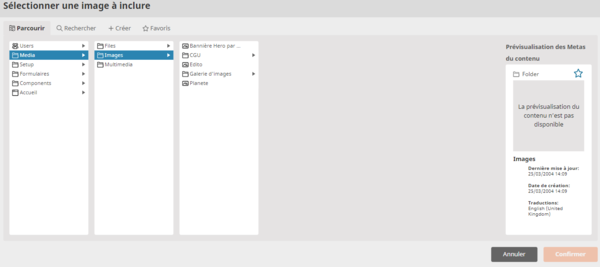 Sélectionner une image à inclure
Parcourir
Rechercher
Créer
Favoris
Users
Media
Setup
Formulaires
Components
Accueil
Files
Images
Multimedia
Bannière Hero par ...
CGU
Edito
Galerie d'images
Planete
Prévisualisation des Metas
du contenu
Folder
La prévisualisation du
contenu n'est pas
disponible
Images
Dernière mise à jour:
25/03/2004 14:09
Date de création:
25/03/2004 14:09
Traductions:
English (United
Kingdom)
Annuler
Confirmer